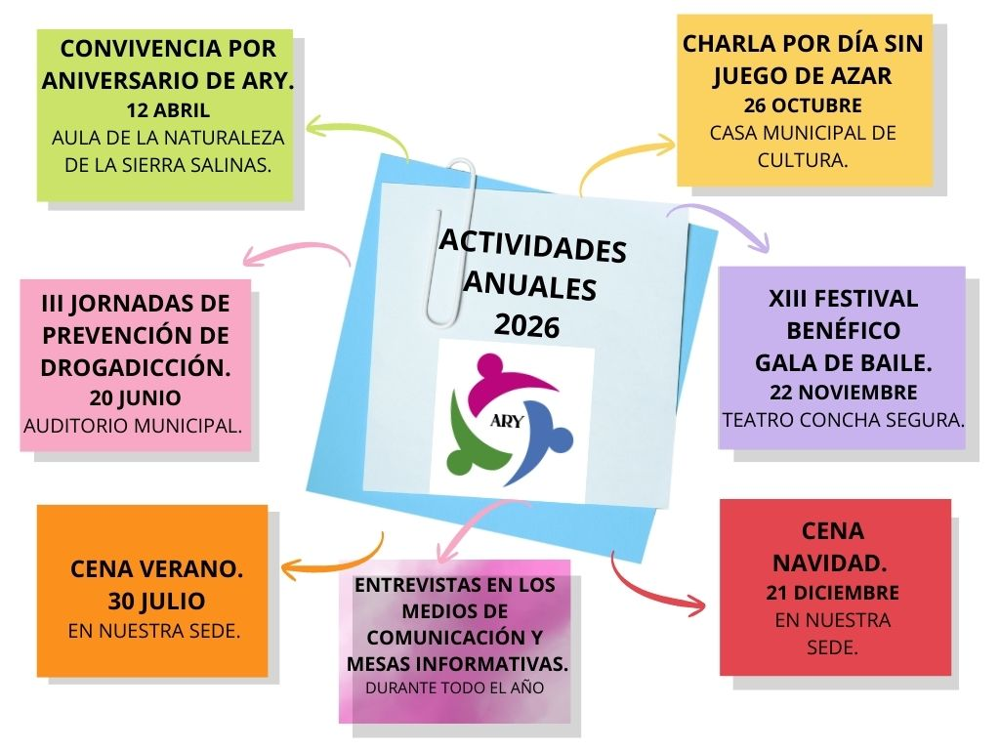 CONVIVENCIA POR
ANIVERSARIO DE ARY.
12 ABRIL
AULA DE LA NATURALEZA
DE LA SIERRA SALINAS.
CHARLA POR DÍA SIN
JUEGO DE AZAR
26 OCTUBRE
CASA MUNICIPAL DE
CULTURA.
ACTIVIDADES
ANUALES
2026
ARY
III JORNADAS DE
PREVENCIÓN DE
DROGADICCIÓN.
20 JUNIO
AUDITORIO MUNICIPAL.
XIII FESTIVAL
BENÉFICO
GALA DE BAILE.
22 NOVIEMBRE
TEATRO CONCHA SEGURA.
CENA VERANO.
30 JULIO
EN NUESTRA SEDE.
ENTREVISTAS EN LOS
MEDIOS DE
COMUNICACIÓN Y
MESAS INFORMATIVAS.
DURANTE TODO EL AÑO
CENA
NAVIDAD.
21 DICIEMBRE
EN NUESTRA
SEDE.